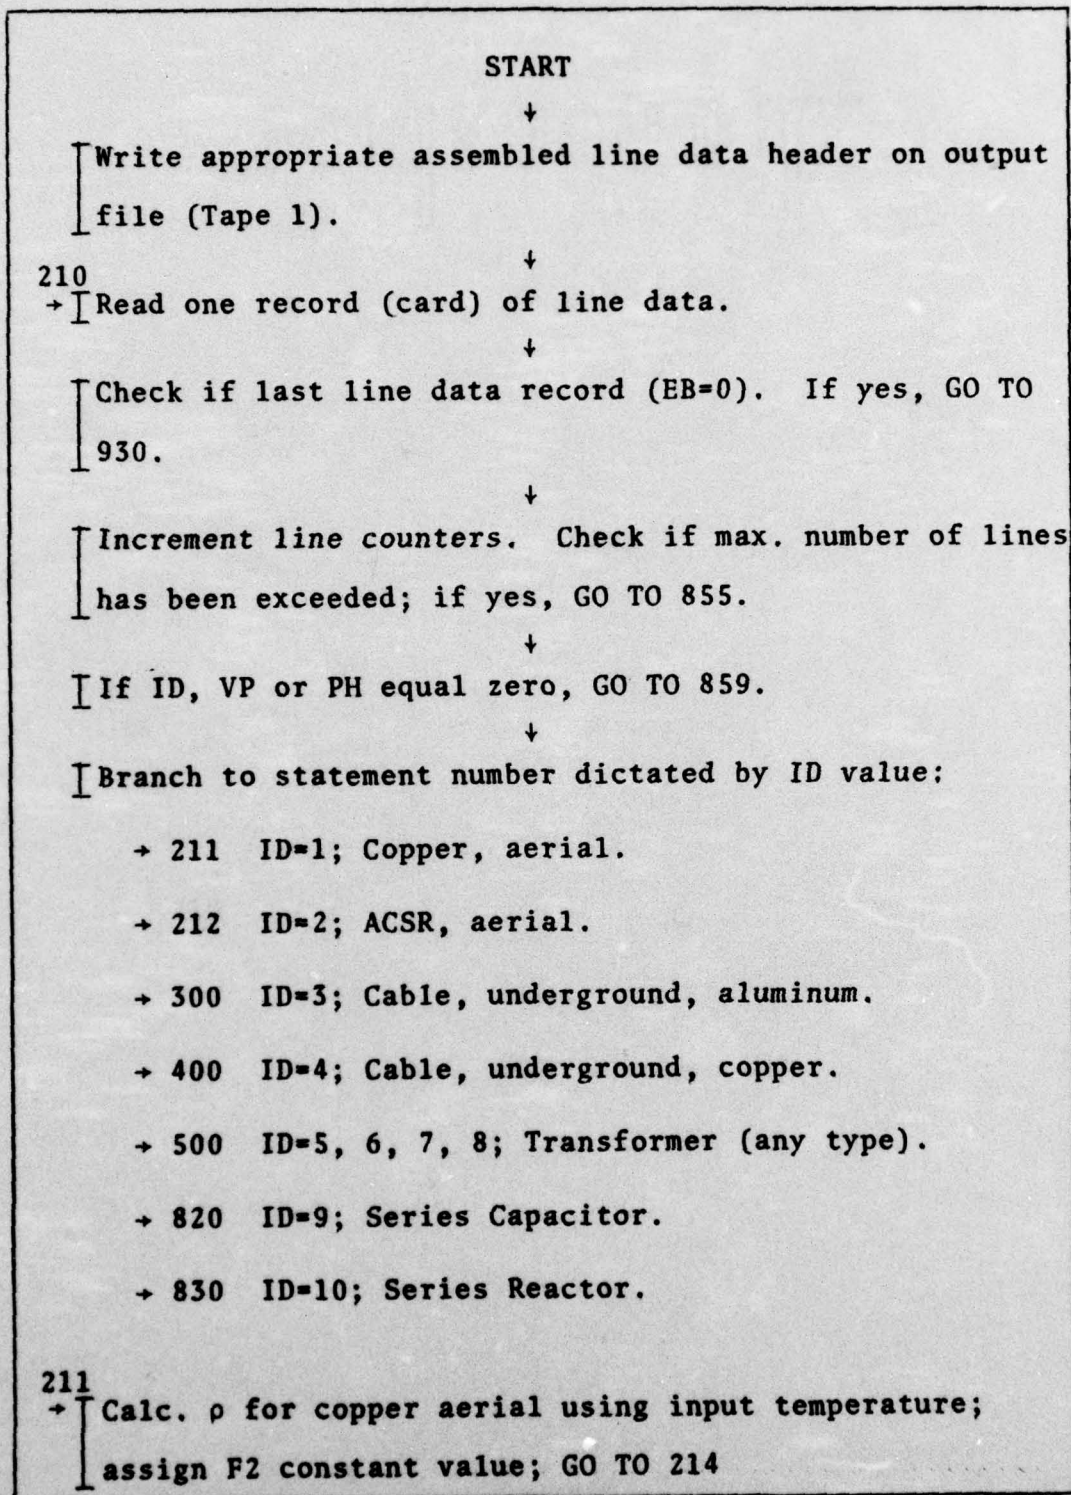 START
↓
Write appropriate assembled line data header on output
file (Tape 1).
↓
210
→ Read one record (card) of line data.
↓
Check if last line data record (EB=0). If yes, GO TO
930.
↓
Increment line counters. Check if max. number of lines
has been exceeded; if yes, GO TO 855.
↓
If ID, VP or PH equal zero, GO TO 859.
↓
Branch to statement number dictated by ID value:
→ 211 ID=1; Copper, aerial.
→ 212 ID=2; ACSR, aerial.
→ 300 ID=3; Cable, underground, aluminum.
→ 400 ID=4; Cable, underground, copper.
→ 500 ID=5, 6, 7, 8; Transformer (any type).
→ 820 ID=9; Series Capacitor.
→ 830 ID=10; Series Reactor.
211
→ Calc. ρ for copper aerial using input temperature;
assign F2 constant value; GO TO 214